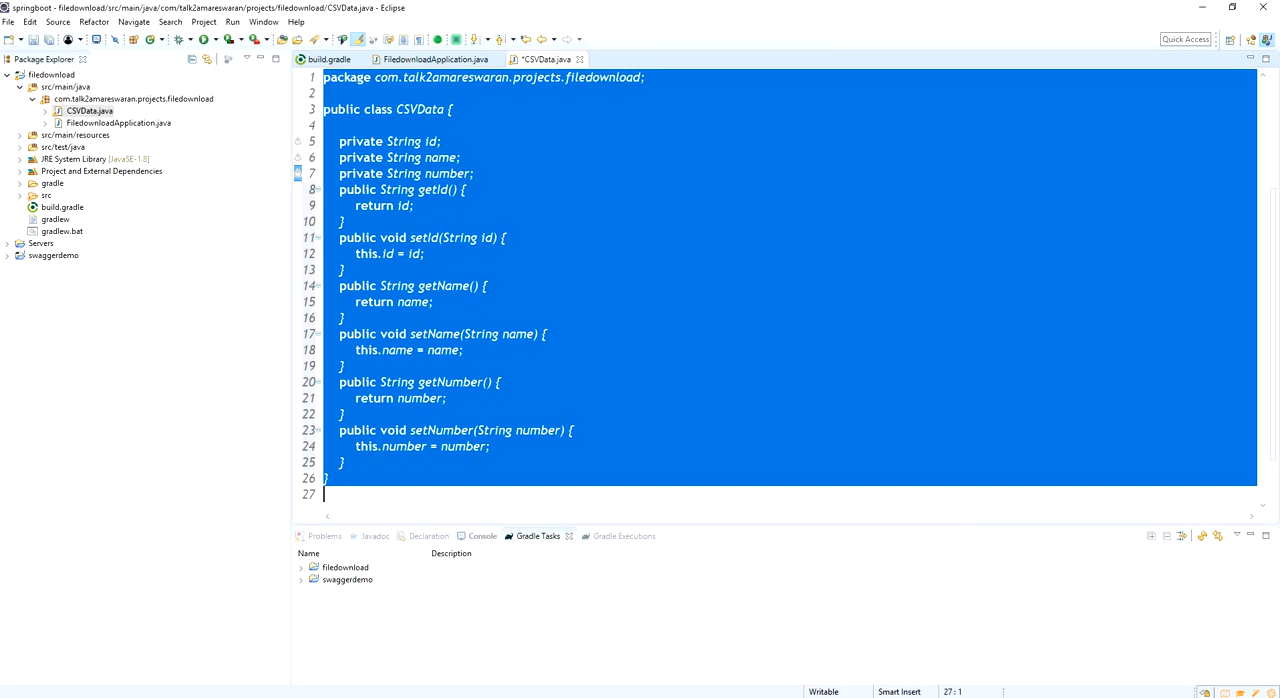 springboot - filedownload/src/main/java/com/talk2amareswaran/projects/filedownload/CSVData.java - Eclipse
File Edit Source Refactor Navigate Search Project Run Window Help
Quick Access
Package Explorer
build.gradle
FiledownloadApplication.java
*CSVData.java
filedownload
src/main/java
com.talk2amareswaran.projects.filedownload
CSVData.java
FiledownloadApplication.java
src/main/resources
src/test/java
JRE System Library [JavaSE-1.8]
Project and External Dependencies
gradle
src
build.gradle
gradlew
gradlew.bat
Servers
swaggerdemo
1 package com.talk2amareswaran.projects.filedownload;
2
3 public class CSVData {
4
5 private String id;
6 private String name;
7 private String number;
8 public String getId() {
9 return id;
10 }
11 public void setId(String id) {
12 this.id = id;
13 }
14 public String getName() {
15 return name;
16 }
17 public void setName(String name) {
18 this.name = name;
19 }
20 public String getNumber() {
21 return number;
22 }
23 public void setNumber(String number) {
24 this.number = number;
25 }
26 }
27
Problems Javadoc Declaration Console Gradle Tasks Gradle Executions
Name Description
filedownload
swaggerdemo
Writable Smart Insert 27 : 1